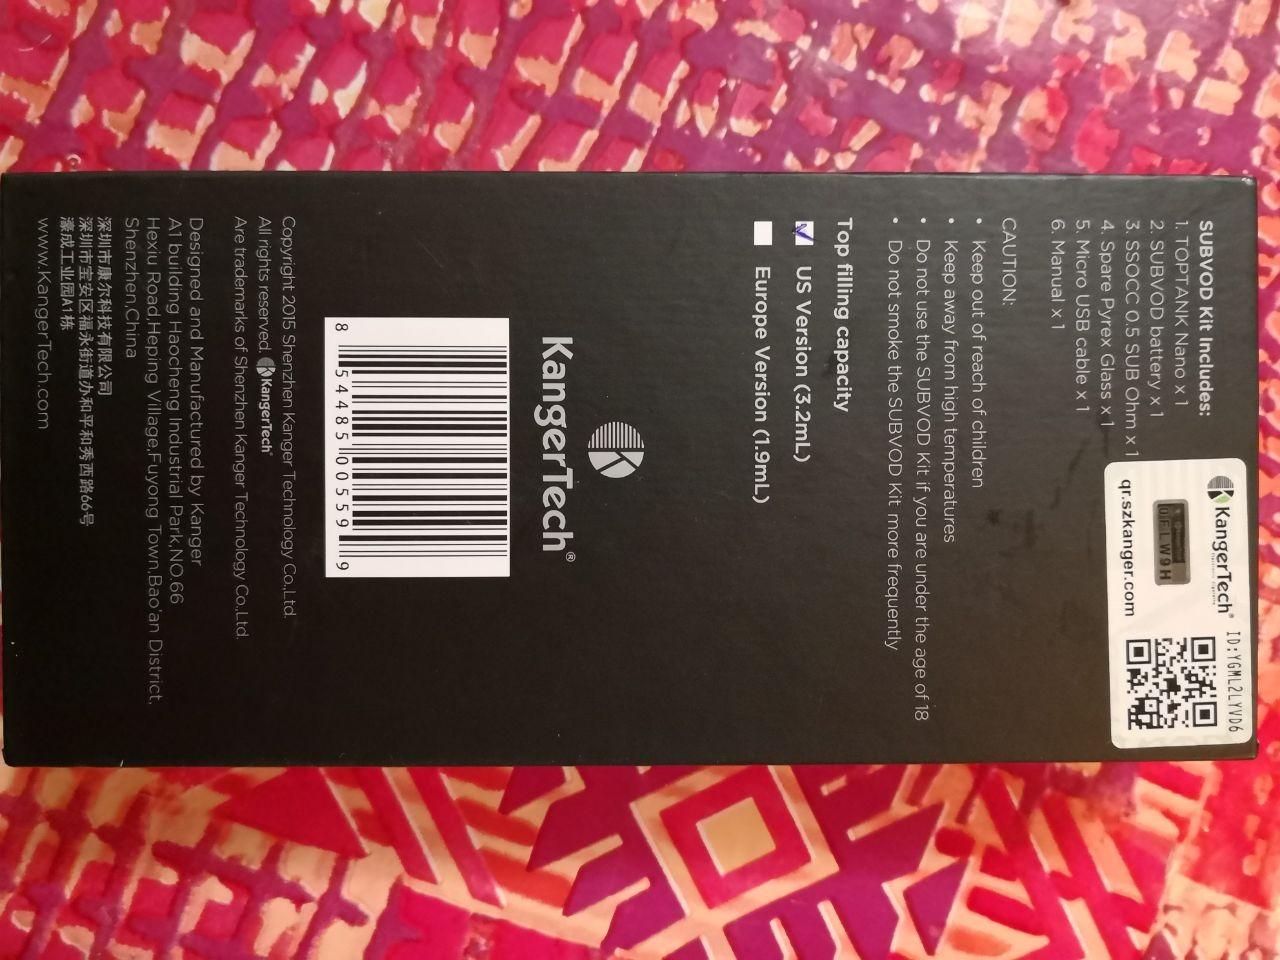 SUBVOD Kit Includes:
1. TOPTANK Nano x 1
2. SUBVOD battery x 1
3. SSOCC 0.5 SUB Ohm x 1
4. Spare Pyrex Glass x1
5. Micro USB cable x 1
6. Manual x 1
KangerTech®
qr.szkanger.com
ID:YGML2LYVD6
CAUTION:
• Keep out of reach of children
• Keep away from high temperatures
• Do not use the SUBVOD Kit if you are under the age of 18
• Do not smoke the SUBVOD Kit more frequently
Top filling capacity
US Version (3.2mL)
Europe Version (1.9mL)
KangerTech®
8 54485 00559 9
Copyright 2015 Shenzhen Kanger Technology Co.,Ltd.
All rights reserved. KangerTech®
Are trademarks of Shenzhen Kanger Technology Co.,Ltd.
Designed and Manufactured by Kanger
A1 building Haocheng Industrial Park,NO.66
Hexiu Road,Heping Village,Fuyong Town,Bao'an District,
Shenzhen,China
深圳市康尔科技有限公司
深圳市宝安区福永街道办和平和秀西路66号
濠成工业园A1栋
www.KangerTech.com